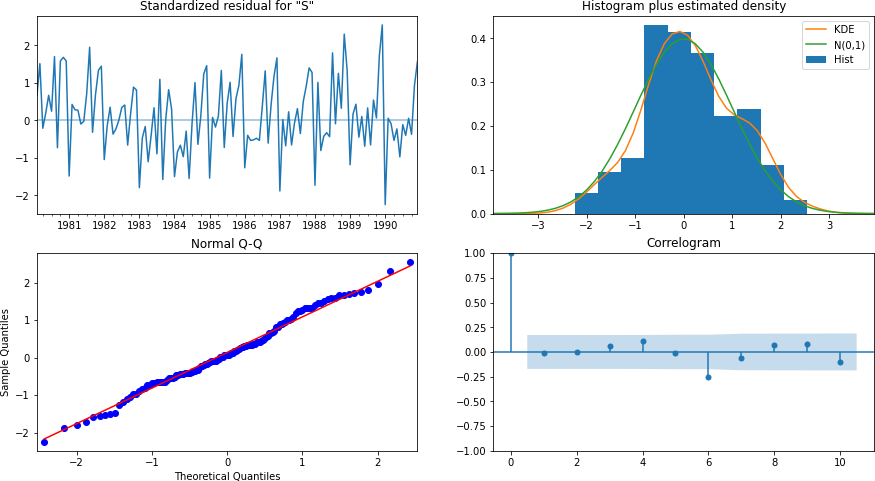 Standardized residual for "S"
2
1
0
−1
−2
1981 1982 1983 1984 1985 1986 1987 1988 1989 1990
Histogram plus estimated density
0.4
0.3
0.2
0.1
0.0
−3 −2 −1 0 1 2 3
KDE
N(0,1)
Hist
Normal Q-Q
Sample Quantiles
2
1
0
−1
−2
−2 −1 0 1 2
Theoretical Quantiles
Correlogram
1.00
0.75
0.50
0.25
0.00
−0.25
−0.50
−0.75
−1.00
0 2 4 6 8 10